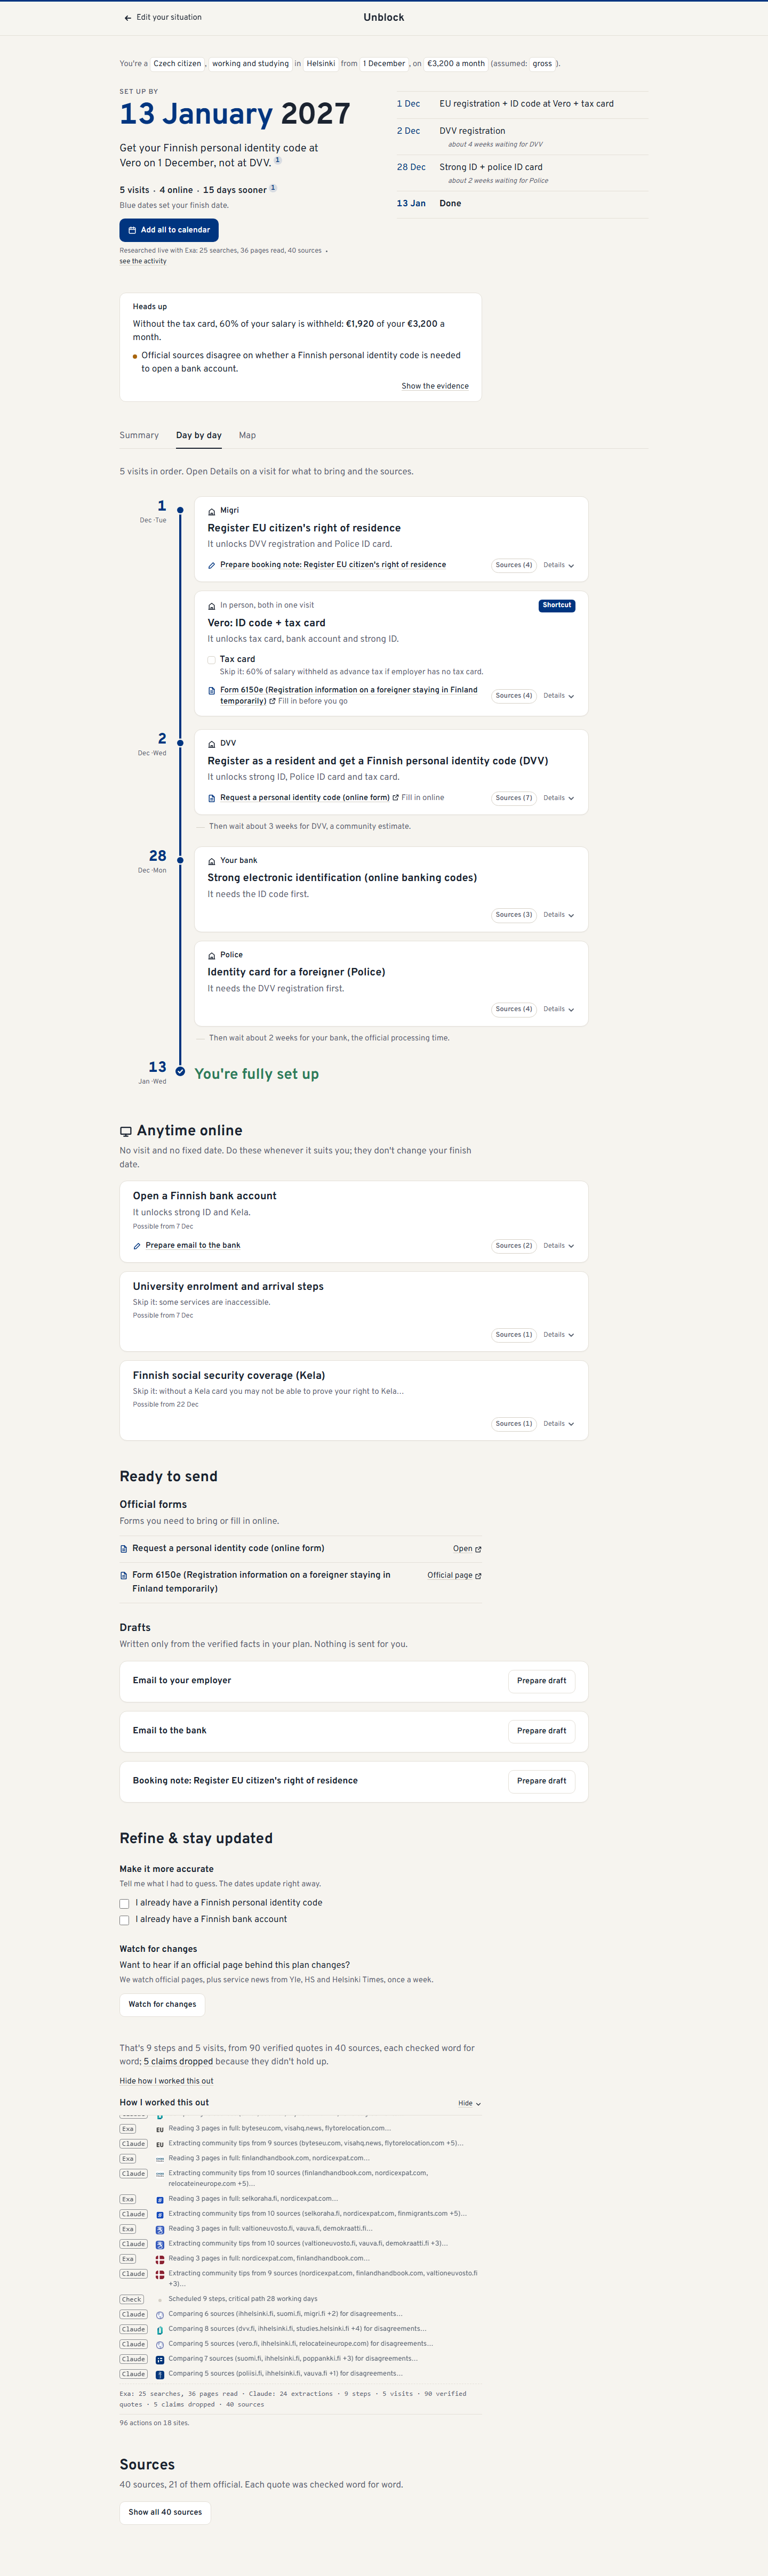 Edit your situation
Unblock
You're a Czech citizen, working and studying in Helsinki from 1 December, on €3,200 a month (assumed: gross).
SET UP BY
13 January 2027
Get your Finnish personal identity code at
Vero on 1 December, not at DVV. 1
5 visits · 4 online · 15 days sooner 1
Blue dates set your finish date.
Add all to calendar
Researched live with Exa: 25 searches, 36 pages read, 40 sources ·
see the activity
1 Dec EU registration + ID code at Vero + tax card
2 Dec DVV registration
about 4 weeks waiting for DVV
28 Dec Strong ID + police ID card
about 2 weeks waiting for Police
13 Jan Done
Heads up
Without the tax card, 60% of your salary is withheld: €1,920 of your €3,200 a
month.
Official sources disagree on whether a Finnish personal identity code is needed
to open a bank account.
Show the evidence
Summary Day by day Map
5 visits in order. Open Details on a visit for what to bring and the sources.
1
Dec ·Tue
Migri
Register EU citizen's right of residence
It unlocks DVV registration and Police ID card.
Prepare booking note: Register EU citizen's right of residence Sources (4) Details
In person, both in one visit Shortcut
Vero: ID code + tax card
It unlocks tax card, bank account and strong ID.
Tax card
Skip it: 60% of salary withheld as advance tax if employer has no tax card.
Form 6150e (Registration information on a foreigner staying in Finland
temporarily) Fill in before you go Sources (4) Details
2
Dec ·Wed
DVV
Register as a resident and get a Finnish personal identity code (DVV)
It unlocks strong ID, Police ID card and tax card.
Request a personal identity code (online form) Fill in online Sources (7) Details
Then wait about 3 weeks for DVV, a community estimate.
28
Dec ·Mon
Your bank
Strong electronic identification (online banking codes)
It needs the ID code first.
Sources (3) Details
Police
Identity card for a foreigner (Police)
It needs the DVV registration first.
Sources (4) Details
Then wait about 2 weeks for your bank, the official processing time.
13
Jan ·Wed
You're fully set up
Anytime online
No visit and no fixed date. Do these whenever it suits you; they don't change your finish
date.
Open a Finnish bank account
It unlocks strong ID and Kela.
Possible from 7 Dec
Prepare email to the bank Sources (2) Details
University enrolment and arrival steps
Skip it: some services are inaccessible.
Possible from 7 Dec
Sources (1) Details
Finnish social security coverage (Kela)
Skip it: without a Kela card you may not be able to prove your right to Kela…
Possible from 22 Dec
Sources (1) Details
Ready to send
Official forms
Forms you need to bring or fill in online.
Request a personal identity code (online form) Open
Form 6150e (Registration information on a foreigner staying in
Finland temporarily) Official page
Drafts
Written only from the verified facts in your plan. Nothing is sent for you.
Email to your employer Prepare draft
Email to the bank Prepare draft
Booking note: Register EU citizen's right of residence Prepare draft
Refine & stay updated
Make it more accurate
Tell me what I had to guess. The dates update right away.
I already have a Finnish personal identity code
I already have a Finnish bank account
Watch for changes
Want to hear if an official page behind this plan changes?
We watch official pages, plus service news from Yle, HS and Helsinki Times, once a week.
Watch for changes
That's 9 steps and 5 visits, from 90 verified quotes in 40 sources, each checked word for
word; 5 claims dropped because they didn't hold up.
Hide how I worked this out
How I worked this out Hide
Exa Reading 3 pages in full: byteseu.com, visahq.news, flytorelocation.com…
Claude EU Extracting community tips from 9 sources (byteseu.com, visahq.news, flytorelocation.com +5)…
Exa Reading 3 pages in full: finlandhandbook.com, nordicexpat.com…
Claude Extracting community tips from 10 sources (finlandhandbook.com, nordicexpat.com,
relocateineurope.com +5)…
Exa Reading 3 pages in full: selkoraha.fi, nordicexpat.com…
Claude Extracting community tips from 10 sources (selkoraha.fi, nordicexpat.com, finmigrants.com +5)…
Exa Reading 3 pages in full: valtioneuvosto.fi, vauva.fi, demokraatti.fi…
Claude Extracting community tips from 10 sources (valtioneuvosto.fi, vauva.fi, demokraatti.fi +3)…
Exa Reading 3 pages in full: nordicexpat.com, finlandhandbook.com…
Claude Extracting community tips from 9 sources (nordicexpat.com, finlandhandbook.com, valtioneuvosto.fi
+3)…
Check Scheduled 9 steps, critical path 28 working days
Claude Comparing 6 sources (ihhelsinki.fi, suomi.fi, migri.fi +2) for disagreements…
Claude Comparing 8 sources (dvv.fi, ihhelsinki.fi, studies.helsinki.fi +4) for disagreements…
Claude Comparing 5 sources (vero.fi, ihhelsinki.fi, relocateineurope.com) for disagreements…
Claude Comparing 7 sources (suomi.fi, ihhelsinki.fi, poppankki.fi +3) for disagreements…
Claude Comparing 5 sources (poliisi.fi, ihhelsinki.fi, vauva.fi +1) for disagreements…
Exa: 25 searches, 36 pages read · Claude: 24 extractions · 9 steps · 5 visits · 90 verified
quotes · 5 claims dropped · 40 sources
96 actions on 18 sites.
Sources
40 sources, 21 of them official. Each quote was checked word for word.
Show all 40 sources